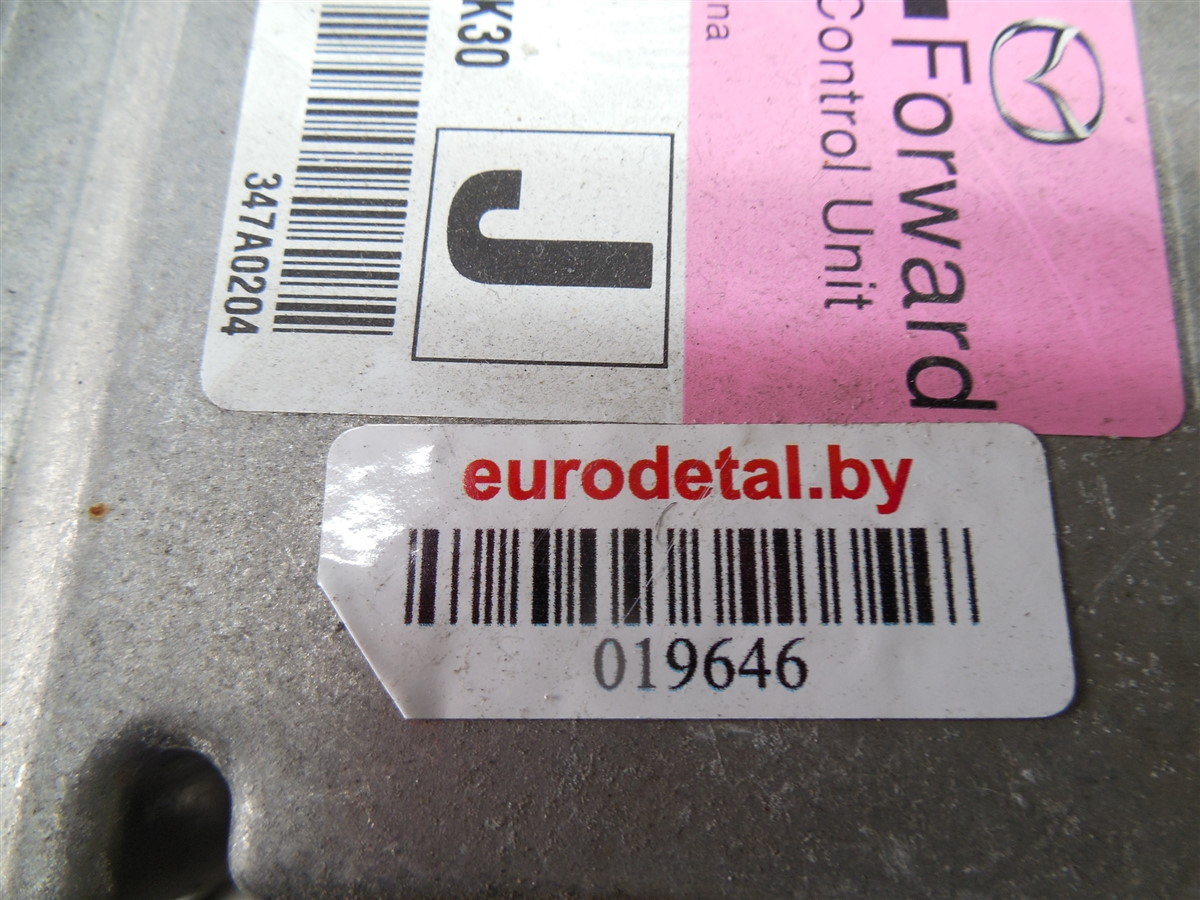 Forward
Control Unit
na
K30
J
347A0204
eurodetal.by
019646